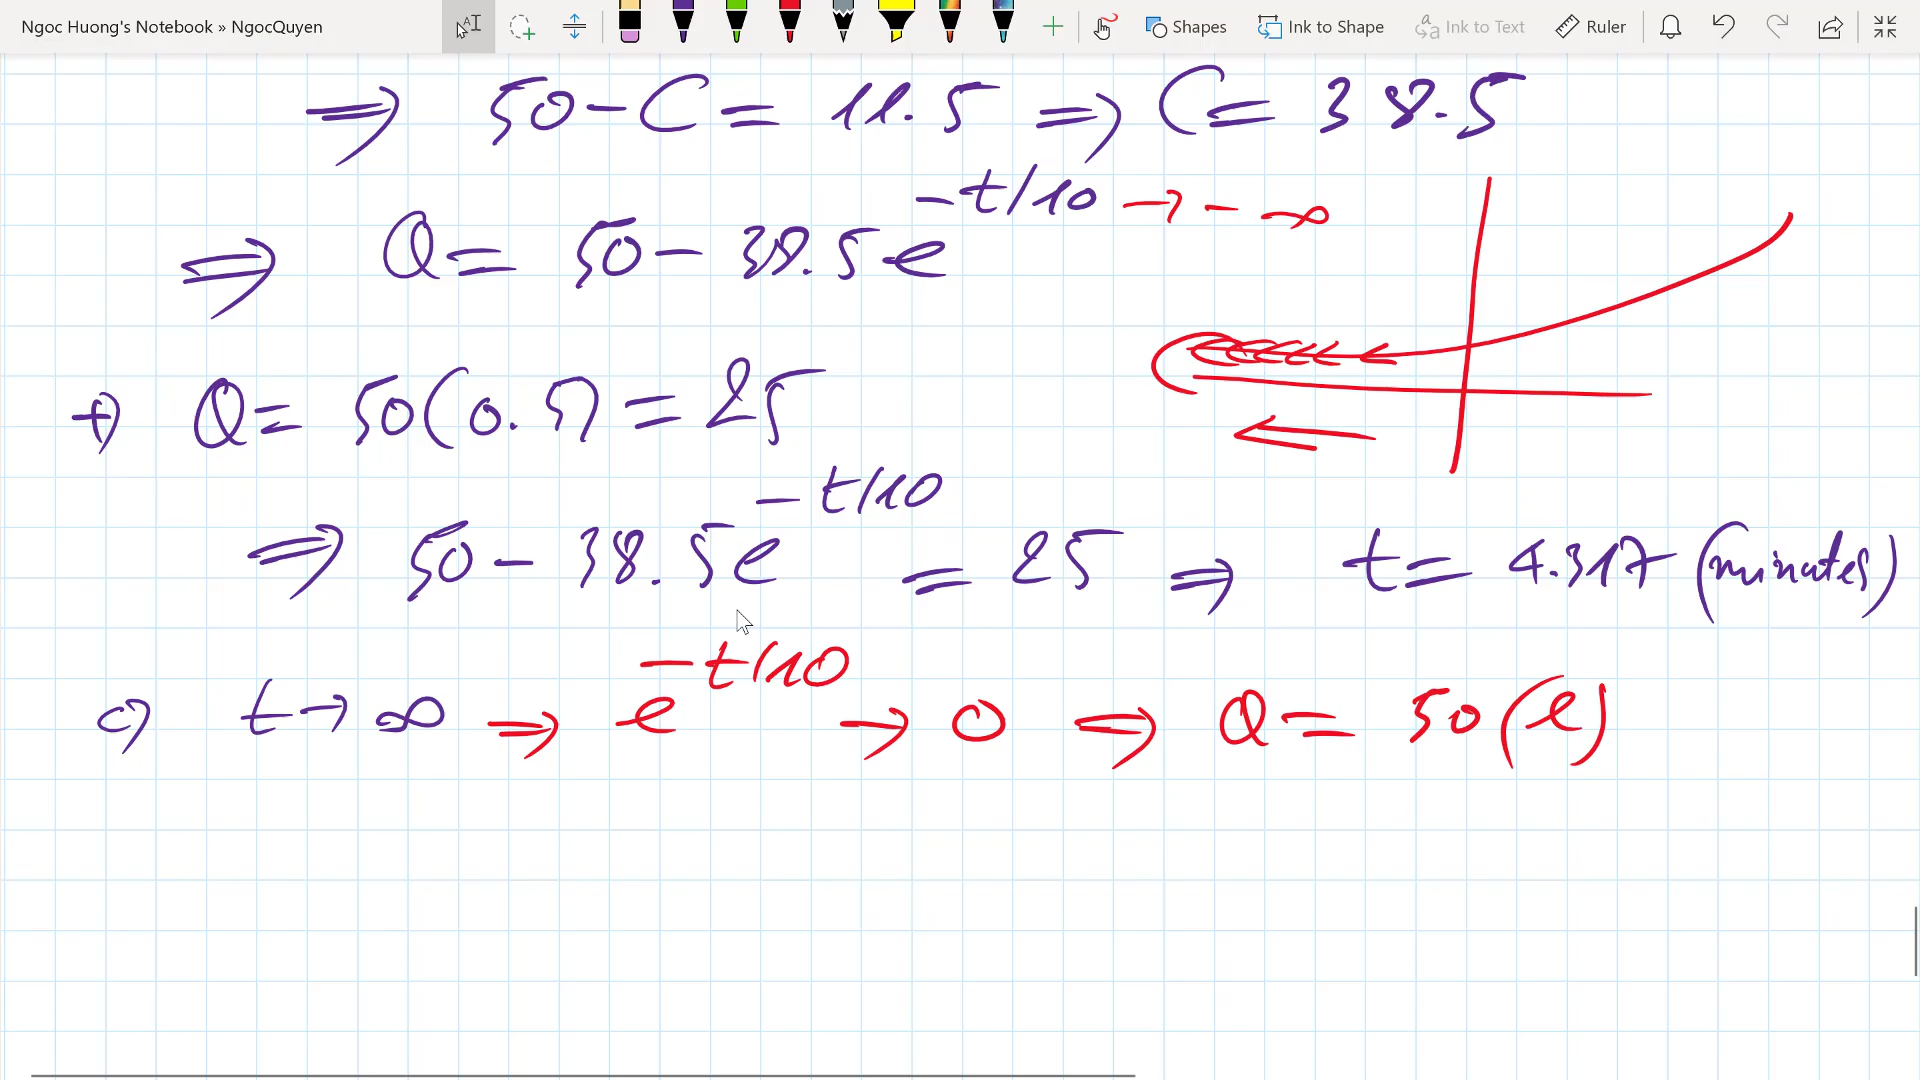 Ngoc Huong's Notebook » NgocQuyen
Shapes Ink to Shape Ink to Text Ruler
⇒ 50 - C = 11.5 ⇒ C = 38.5
⇒ Q = 50 - 38.5e^{-t/10} → -∞
+) Q = 50(0.5) = 25
⇒ 50 - 38.5e^{-t/10} = 25 ⇒ t = 4.317 (minutes)
c) t → ∞ ⇒ e^{-t/10} → 0 ⇒ Q = 50 (l)